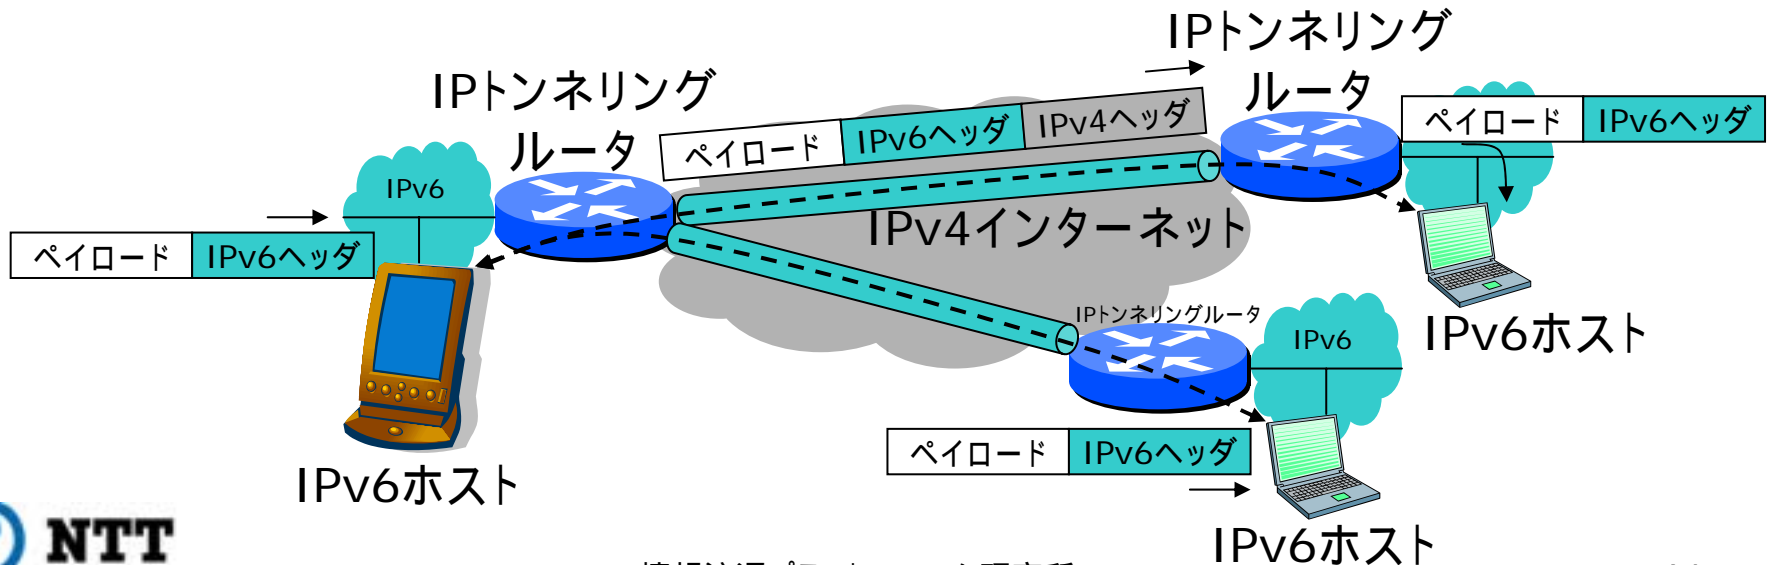 IPトンネリング
ルータ
IPトンネリング
ルータ
ペイロード IPv6ヘッダ IPv4ヘッダ
ペイロード IPv6ヘッダ
IPv6
IPv4インターネット
ペイロード IPv6ヘッダ
IPトンネリングルータ
IPv6
IPv6ホスト
ペイロード IPv6ヘッダ
IPv6ホスト
IPv6ホスト
NTT